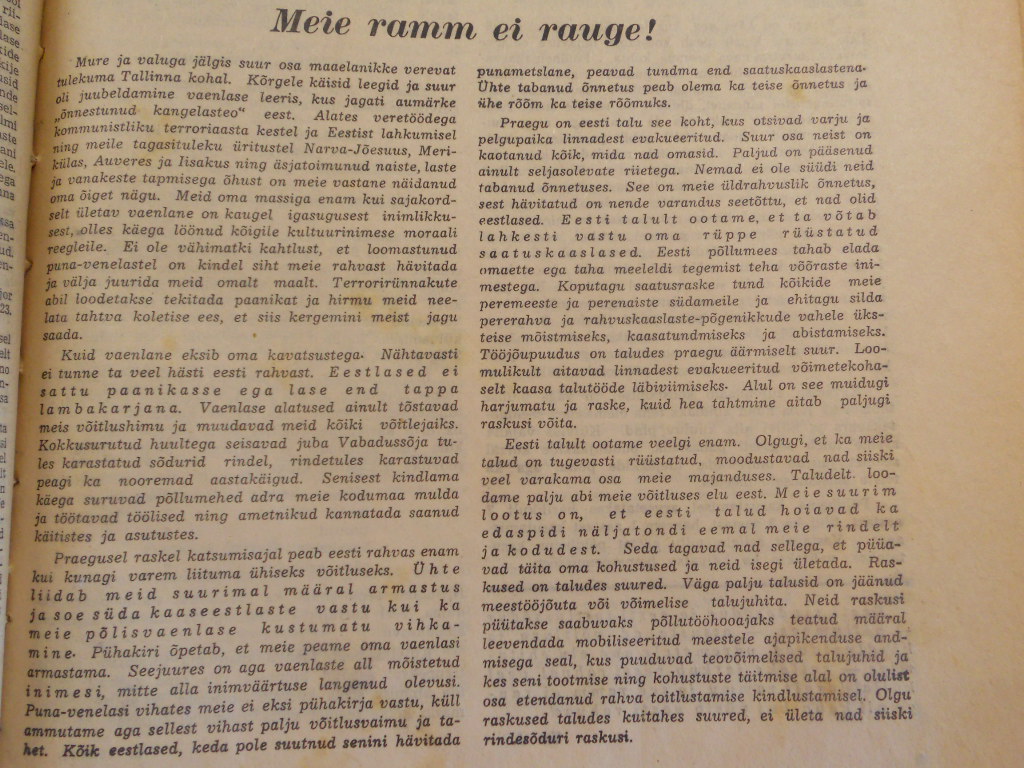 Meie ramm ei rauge!
Mure ja valuga jälgis suur osa maaelanikke verevat
tulekuma Tallinna kohal. Kõrgele käisid leegid ja suur
oli juubeldamine vaenlase leeris, kus jagati aumärke
„õnnestunud kangelasteo“ eest. Alates veretöödega
kommunistliku terroriaasta kestel ja Eestist lahkumisel
ning meile tagasituleku üritustel Narva-Jõesuus, Meri-
külas, Auveres ja Iisakus ning äsjatoimunud naiste, laste
ja vanakeste tapmisega õhust on meie vastane näidanud
oma õiget nägu. Meid oma massiga enam kui sajakord-
selt ületav vaenlane on kaugel igasugusest inimlikku-
sest, olles käega löönud kõigile kultuurinimese moraali
reegleile. Ei ole vähimatki kahtlust, et loomastunud
puna-venelastel on kindel siht meie rahvast hävitada
ja välja juurida meid omalt maalt. Terrorirünnakute
abil loodetakse tekitada paanikat ja hirmu meid nee-
lata tahtva koletise ees, et siis kergemini meist jagu
saada.
Kuid vaenlane eksib oma kavatsustega. Nähtavasti
ei tunne ta veel hästi eesti rahvast. Eestlased ei
sattu paanikasse ega lase end tappa
lambakarjana. Vaenlase alatused ainult tõstavad
meis võitlushimu ja muudavad meid kõiki võitlejaiks.
Kokkusurutud huultega seisavad juba Vabadussõja tu-
les karastatud sõdurid rindel, rindetules karastuvad
peagi ka nooremad aastakäigud. Senisest kindlama
käega suruvad põllumehed adra meie kodumaa mulda
ja töötavad töölised ning ametnikud kannatada saanud
käitistes ja asutustes.
Praegusel raskel katsumisajal peab eesti rahvas enam
kui kunagi varem liituma ühiseks võitluseks. Ühte
liidab meid suurimal määral armastus
ja soe süda kaaseestlaste vastu kui ka
meie põlisvaenlase kustumatu vihka-
mine. Pühakiri õpetab, et meie peame oma vaenlasi
armastama. Seejuures on aga vaenlaste all mõistetud
inimesi, mitte alla inimväärtuse langenud olevusi.
Puna-venelasi vihates meie ei eksi pühakirja vastu, küll
ammutame aga sellest vihast palju võitlusvaimu ja ta-
het. Kõik eestlased, keda pole suutnud senini hävitada
punametslane, peavad tundma end saatuskaaslastena.
Ühte tabanud õnnetus peab olema ka teise õnnetus ja
ühe rõõm ka teise rõõmuks.
Praegu on eesti talu see koht, kus otsivad varju ja
pelgupaika linnadest evakueeritud. Suur osa neist on
kaotanud kõik, mida nad omasid. Paljud on pääsenud
ainult seljasolevate riietega. Nemad ei ole süüdi neid
tabanud õnnetuses. See on meie üldrahvuslik õnnetus,
sest hävitatud on nende varandus seetõttu, et nad olid
eestlased. Eesti talult ootame, et ta võtab
lahkesti vastu oma rüppe rüüstatud
saatuskaaslased. Eesti põllumees tahab elada
omaette ega taha meeleldi tegemist teha võõraste ini-
mestega. Koputagu saatusraske tund kõikide meie
peremeeste ja perenaiste südameile ja ehitagu silda
pererahva ja rahvuskaaslaste-põgenikkude vahele üks-
teise mõistmiseks, kaasatundmiseks ja abistamiseks.
Tööjõupuudus on taludes praegu äärmiselt suur. Loo-
mulikult aitavad linnadest evakueeritud võimetekoha-
selt kaasa talutööde läbiviimiseks. Alul on see muidugi
harjumatu ja raske, kuid hea tahtmine aitab paljugi
raskusi võita.
Eesti talult ootame veelgi enam. Olgugi, et ka meie
talud on tugevasti rüüstatud, moodustavad nad siiski
veel varakama osa meie majanduses. Taludelt. loo-
dame palju abi meie võitluses elu eest. Meie suurim
lootus on, et eesti talud hoiavad ka
edaspidi näljatondi eemal meie rindelt
ja kodudest. Seda tagavad nad sellega, et püüa-
vad täita oma kohustused ja neid isegi ületada. Ras-
kused on taludes suured. Väga palju talusid on jäänud
meestööjõuta või võimelise talujuhita. Neid raskusi
püütakse saabuvaks põllutööhooajaks teatud määral
leevendada mobiliseeritud meestele ajapikenduse and-
misega seal, kus puuduvad teovõimelised talujuhid ja
kes seni tootmise ning kohustuste täitmise alal on olulist
osa etendanud rahva toitlustamise kindlustamisel. Olgu
raskused taludes kuitahes suured, ei ületa nad siiski
rindesõduri raskusi.